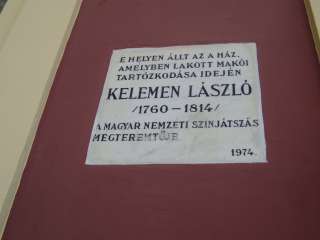 E HELYEN ÁLLT AZ A HÁZ,
AMELYBEN LAKOTT MAKÓI
TARTÓZKODÁSA IDEJÉN
KELEMEN LÁSZLÓ
/1760-1814/
A MAGYAR NEMZETI SZINJÁTSZÁS
MEGTEREMTŐJE
1974.